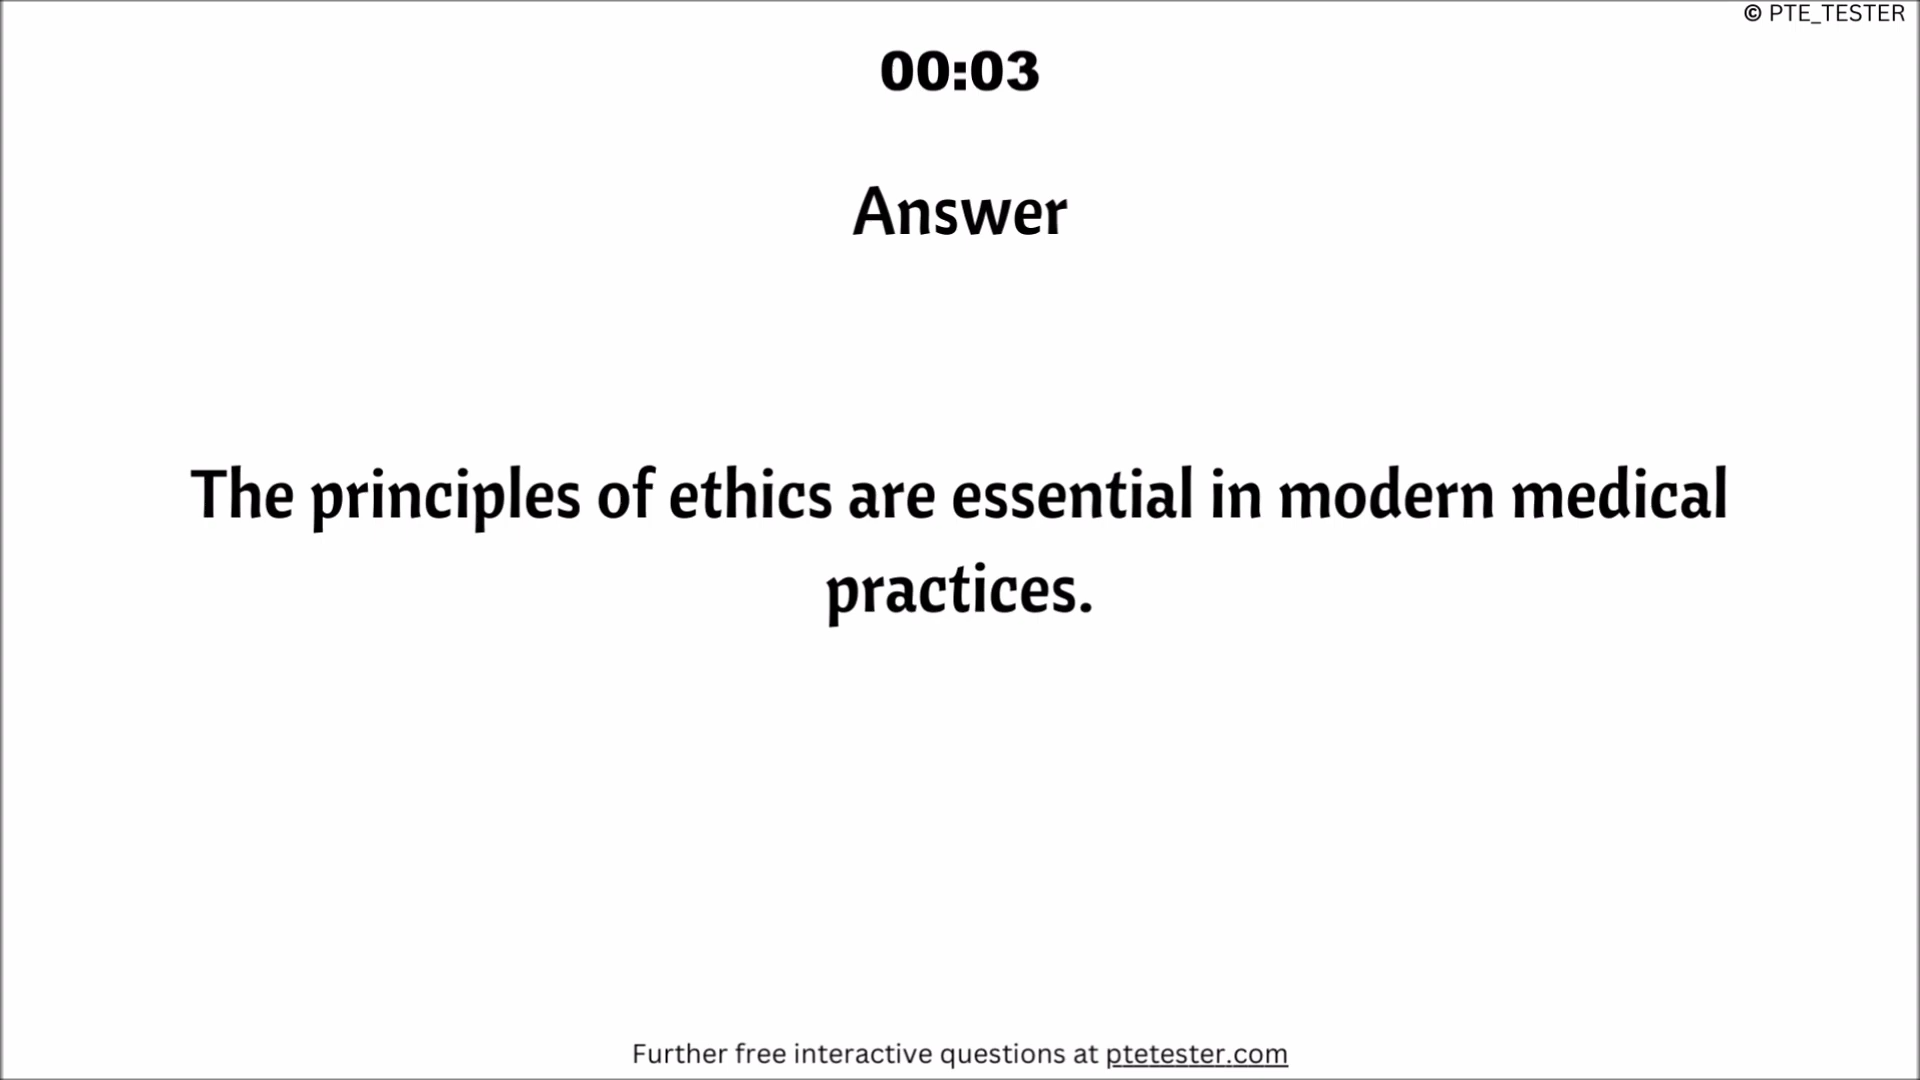 © PTE_TESTER
00:03
Answer
The principles of ethics are essential in modern medical
practices.
Further free interactive questions at ptetester.com